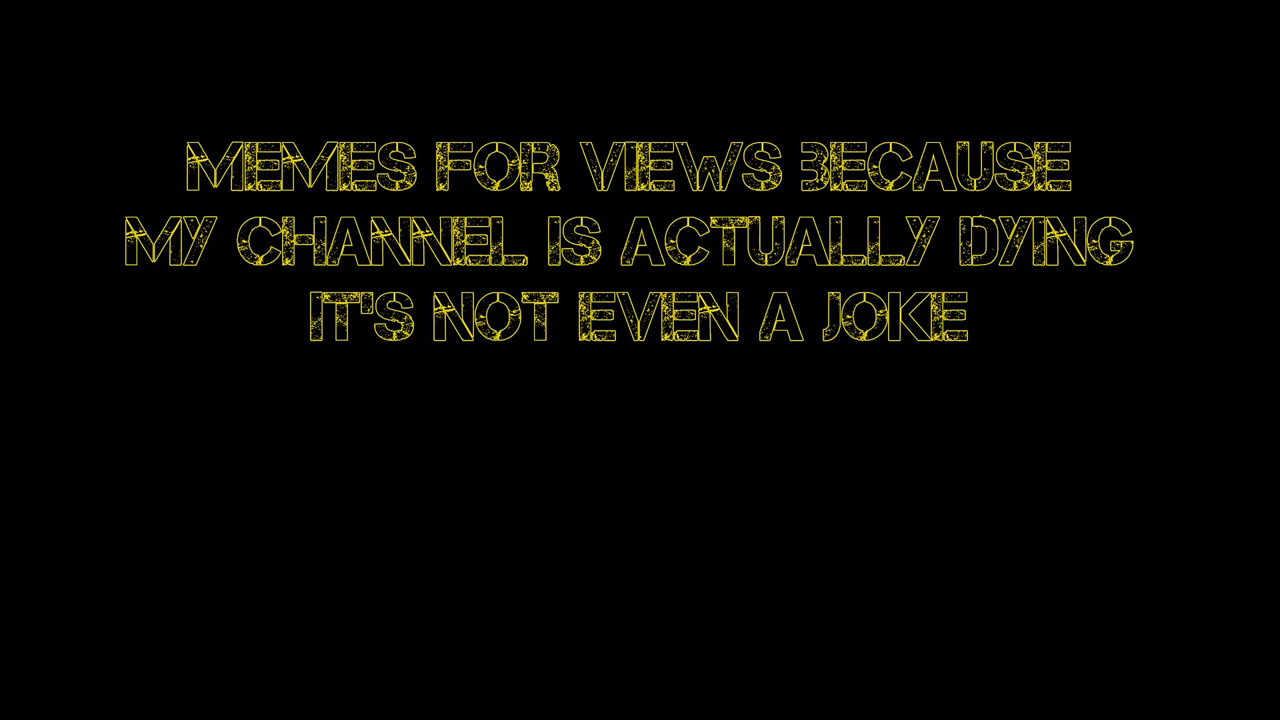 MEMES FOR VIEWS BECAUSE
MY CHANNEL IS ACTUALLY DYING
IT'S NOT EVEN A JOKE